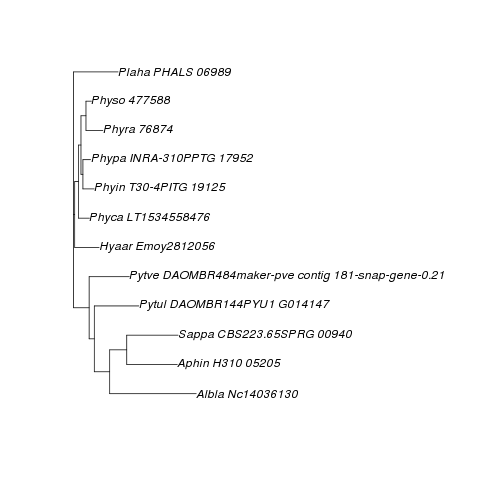 Plaha PHALS 06989
Physo 477588
Phyra 76874
Phypa INRA-310PPTG 17952
Phyin T30-4PITG 19125
Phyca LT1534558476
Hyaar Emoy2812056
Pytve DAOMBR484maker-pve contig 181-snap-gene-0.21
Pytul DAOMBR144PYU1 G014147
Sappa CBS223.65SPRG 00940
Aphin H310 05205
Albla Nc14036130